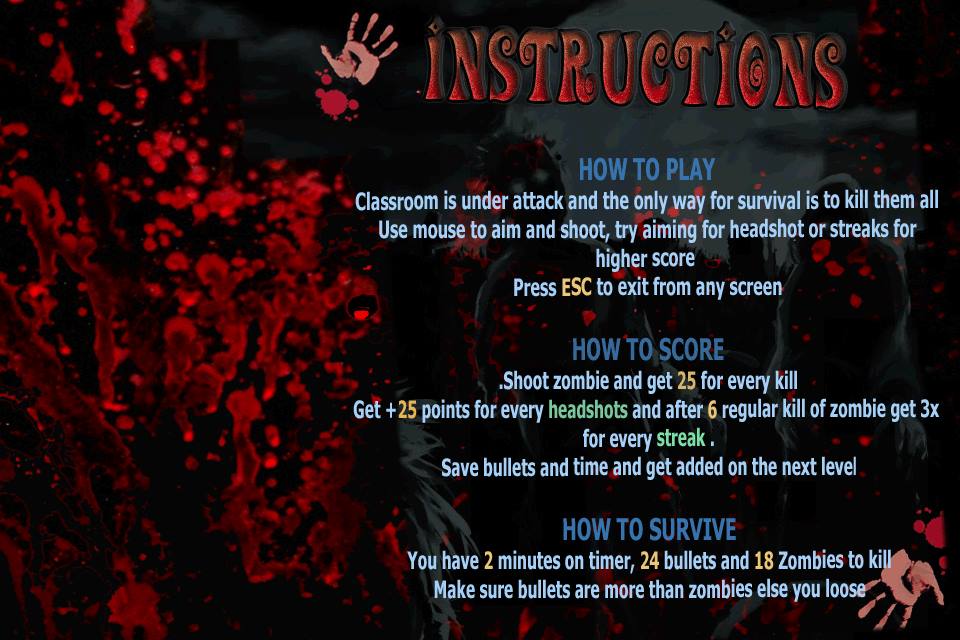 iNSTRUCTiONS
HOW TO PLAY
Classroom is under attack and the only way for survival is to kill them all
Use mouse to aim and shoot, try aiming for headshot or streaks for
higher score
Press ESC to exit from any screen
HOW TO SCORE
.Shoot zombie and get 25 for every kill
Get +25 points for every headshots and after 6 regular kill of zombie get 3x
for every streak .
Save bullets and time and get added on the next level
HOW TO SURVIVE
You have 2 minutes on timer, 24 bullets and 18 Zombies to kill
Make sure bullets are more than zombies else you loose